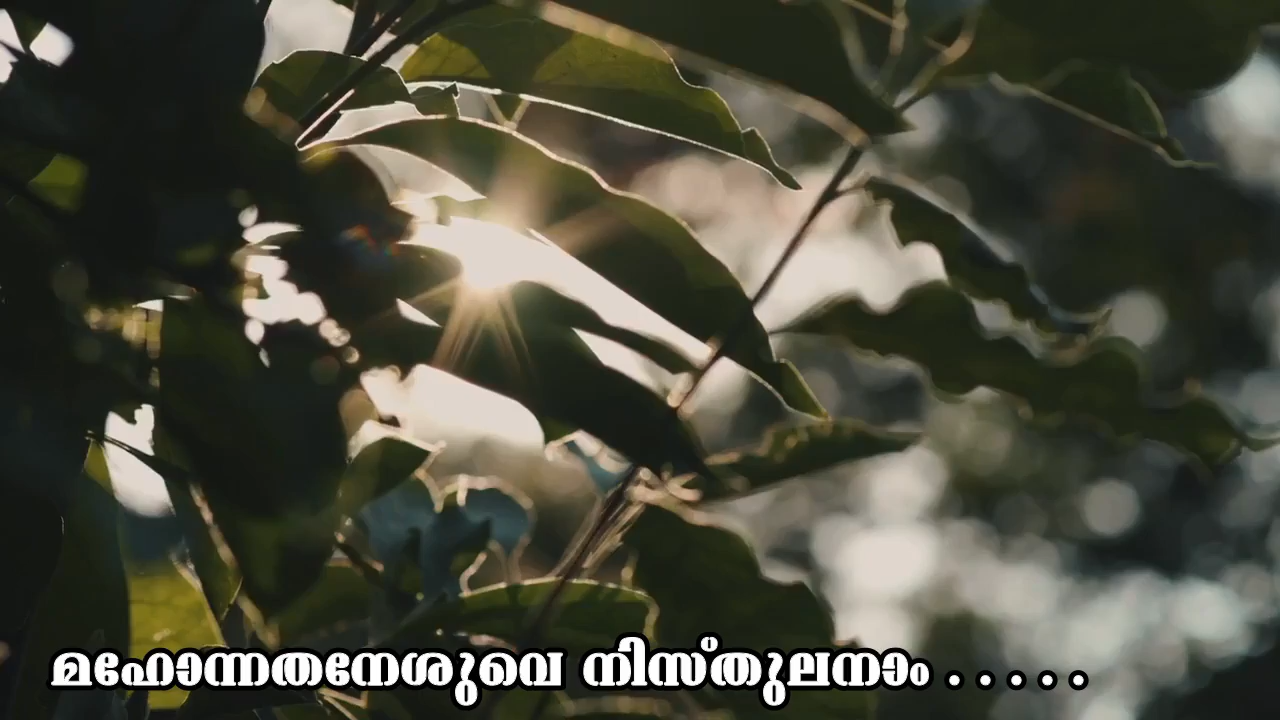 മഹോന്നതനേശുവെ നിസ്തുലനാം . . . . .